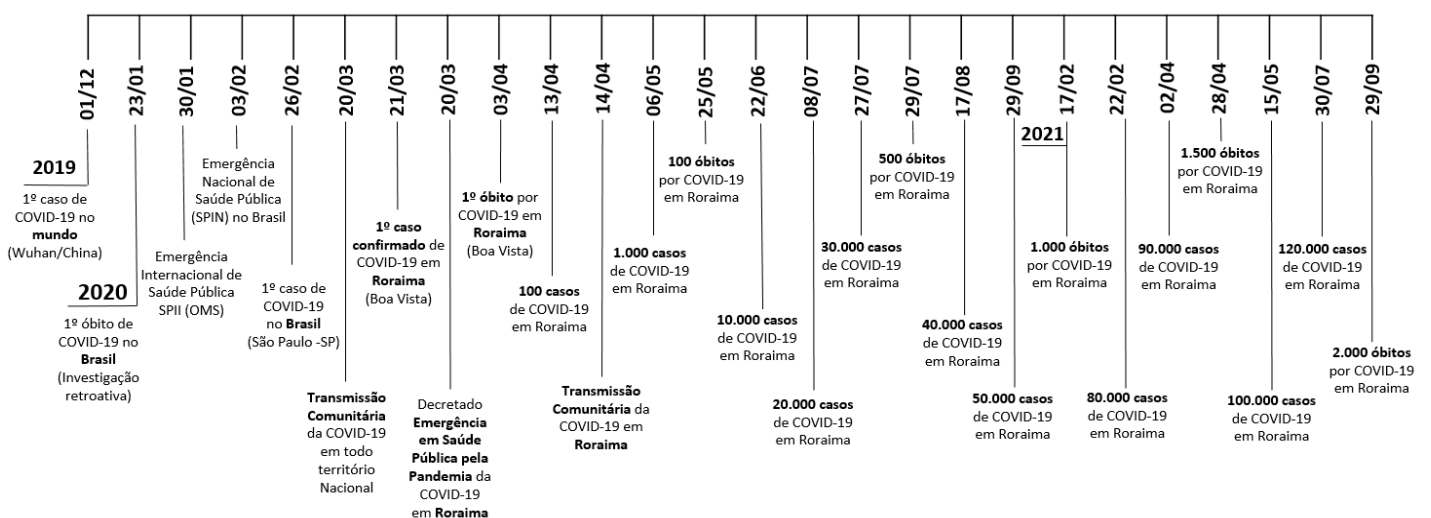 01/12
23/01
30/01
03/02
26/02
20/03
21/03
20/03
03/04
13/04
14/04
06/05
25/05
22/06
08/07
27/07
29/07
17/08
29/09
17/02
22/02
02/04
28/04
15/05
30/07
29/09
2019
1º caso de
COVID-19 no
mundo
(Wuhan/China)
2020
1º óbito de
COVID-19 no
Brasil
(Investigação
retroativa)
Emergência
Internacional de
Saúde Pública
SPII (OMS)
Emergência
Nacional de
Saúde Pública
(SPIN) no Brasil
1º caso de
COVID-19
no Brasil
(São Paulo -SP)
Transmissão
Comunitária
da COVID-19
em todo
território
Nacional
1º caso
confirmado de
COVID-19 em
Roraima
(Boa Vista)
Decretado
Emergência
em Saúde
Pública pela
Pandemia da
COVID-19
em Roraima
1º óbito por
COVID-19 em
Roraima
(Boa Vista)
100 casos
de COVID-19
em Roraima
Transmissão
Comunitária da
COVID-19 em
Roraima
1.000 casos
de COVID-19
em Roraima
100 óbitos
por COVID-19
em Roraima
10.000 casos
de COVID-19
em Roraima
20.000 casos
de COVID-19
em Roraima
30.000 casos
de COVID-19
em Roraima
500 óbitos
por COVID-19
em Roraima
40.000 casos
de COVID-19
em Roraima
50.000 casos
de COVID-19
em Roraima
2021
1.000 óbitos
por COVID-19
em Roraima
80.000 casos
de COVID-19
em Roraima
90.000 casos
de COVID-19
em Roraima
1.500 óbitos
por COVID-19
em Roraima
100.000 casos
de COVID-19
em Roraima
120.000 casos
de COVID-19
em Roraima
2.000 óbitos
por COVID-19
em Roraima